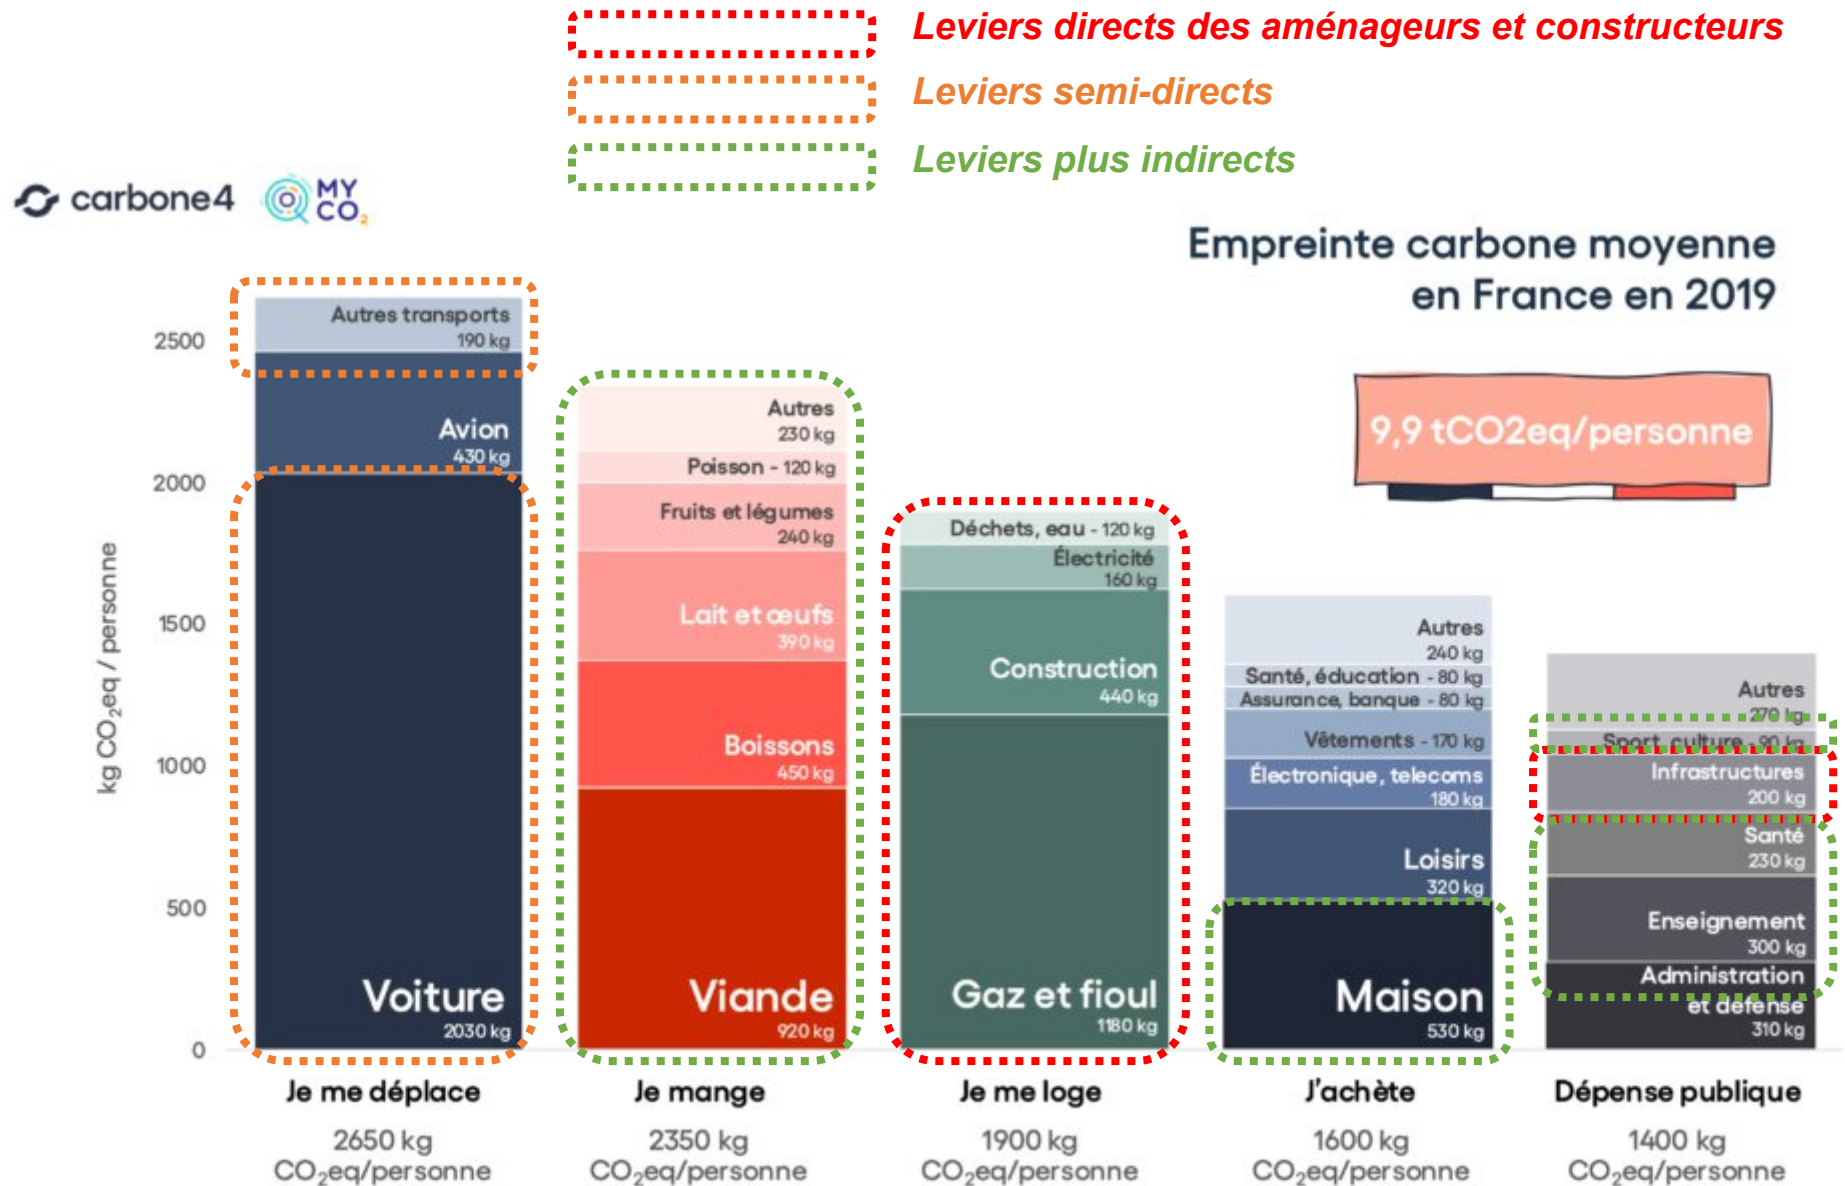 Leviers directs des aménageurs et constructeurs
Leviers semi-directs
Leviers plus indirects
carbone4
MY
CO2
Empreinte carbone moyenne
en France en 2019
9,9 tCO2eq/personne
kg CO₂eq / personne
2500
2000
1500
1000
500
0
Autres transports
190 kg
Avion
430 kg
Voiture
2030 kg
Autres
230 kg
Poisson - 120 kg
Fruits et légumes
240 kg
Lait et œufs
390 kg
Boissons
450 kg
Viande
920 kg
Déchets, eau - 120 kg
Électricité
160 kg
Construction
440 kg
Gaz et fioul
1180 kg
Autres
240 kg
Santé, éducation - 80 kg
Assurance, banque - 80 kg
Vêtements - 170 kg
Électronique, telecoms
180 kg
Loisirs
320 kg
Maison
530 kg
Autres
270 kg
Sport, culture - 90 kg
Infrastructures
200 kg
Santé
230 kg
Enseignement
300 kg
Administration
et défense
310 kg
Je me déplace
2650 kg
CO₂eq/personne
Je mange
2350 kg
CO₂eq/personne
Je me loge
1900 kg
CO₂eq/personne
J'achète
1600 kg
CO₂eq/personne
Dépense publique
1400 kg
CO₂eq/personne